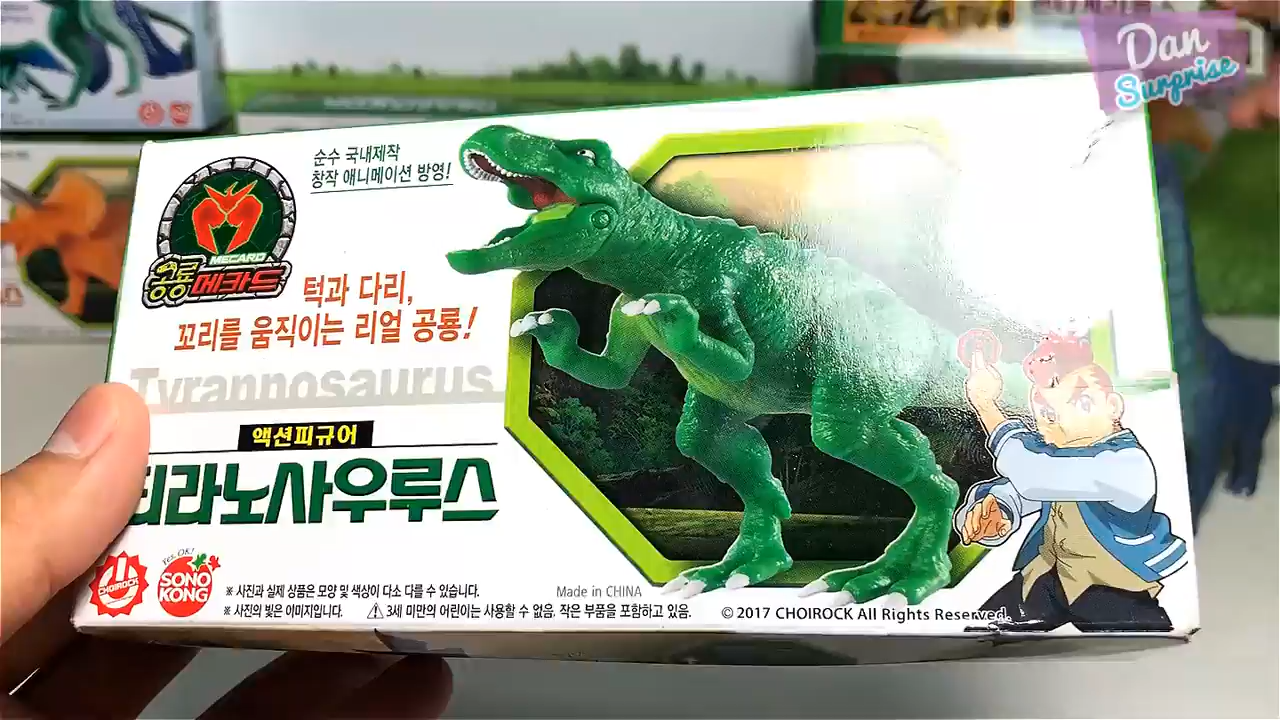 Dan
Surprise
순수 국내제작
창작 애니메이션 방영!
MECARD
공룡메카드
턱과 다리,
꼬리를 움직이는 리얼 공룡!
Tyrannosaurus
액션피규어
티라노사우루스
CHOIROCK
Yes, OK!
SONO
KONG
※ 사진과 실제 상품은 모양 및 색상이 다소 다를 수 있습니다.
Made in CHINA
※ 사진의 빛은 이미지입니다.
3세 미만의 어린이는 사용할 수 없음. 작은 부품을 포함하고 있음.
© 2017 CHOIROCK All Rights Reserved.